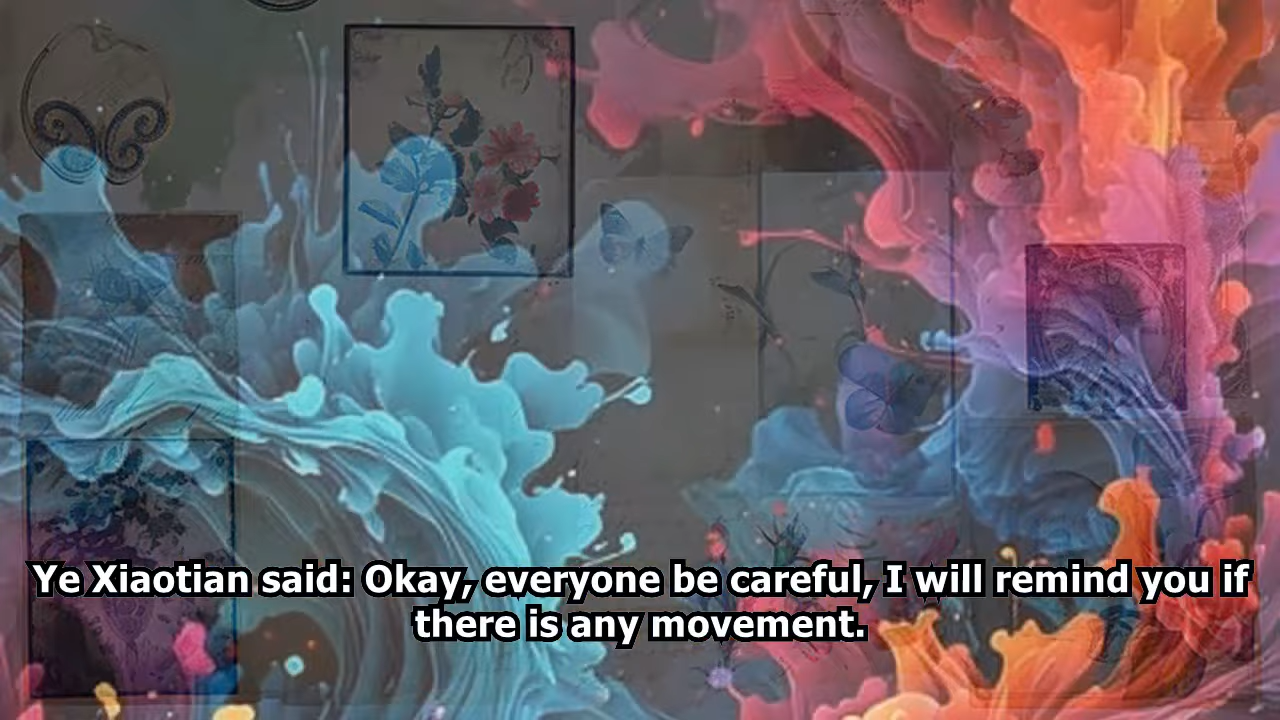 Ye Xiaotian said: Okay, everyone be careful, I will remind you if
there is any movement.